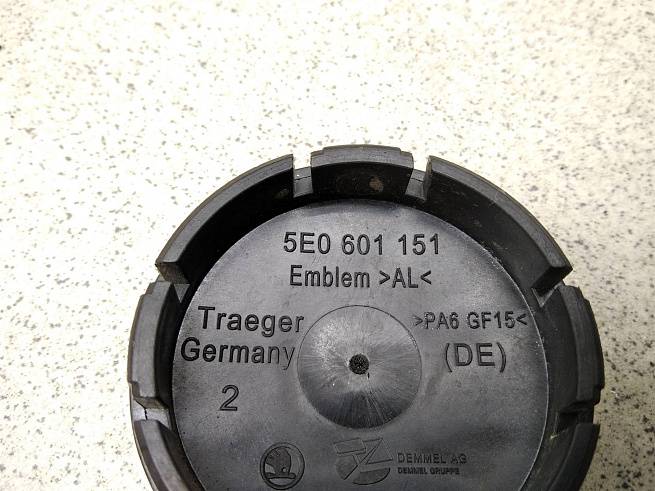 5E0 601 151
Emblem >AL<
Traeger >PA6 GF15<
Germany (DE)
2
DEMMEL AG
DEMMEL GRUPPE